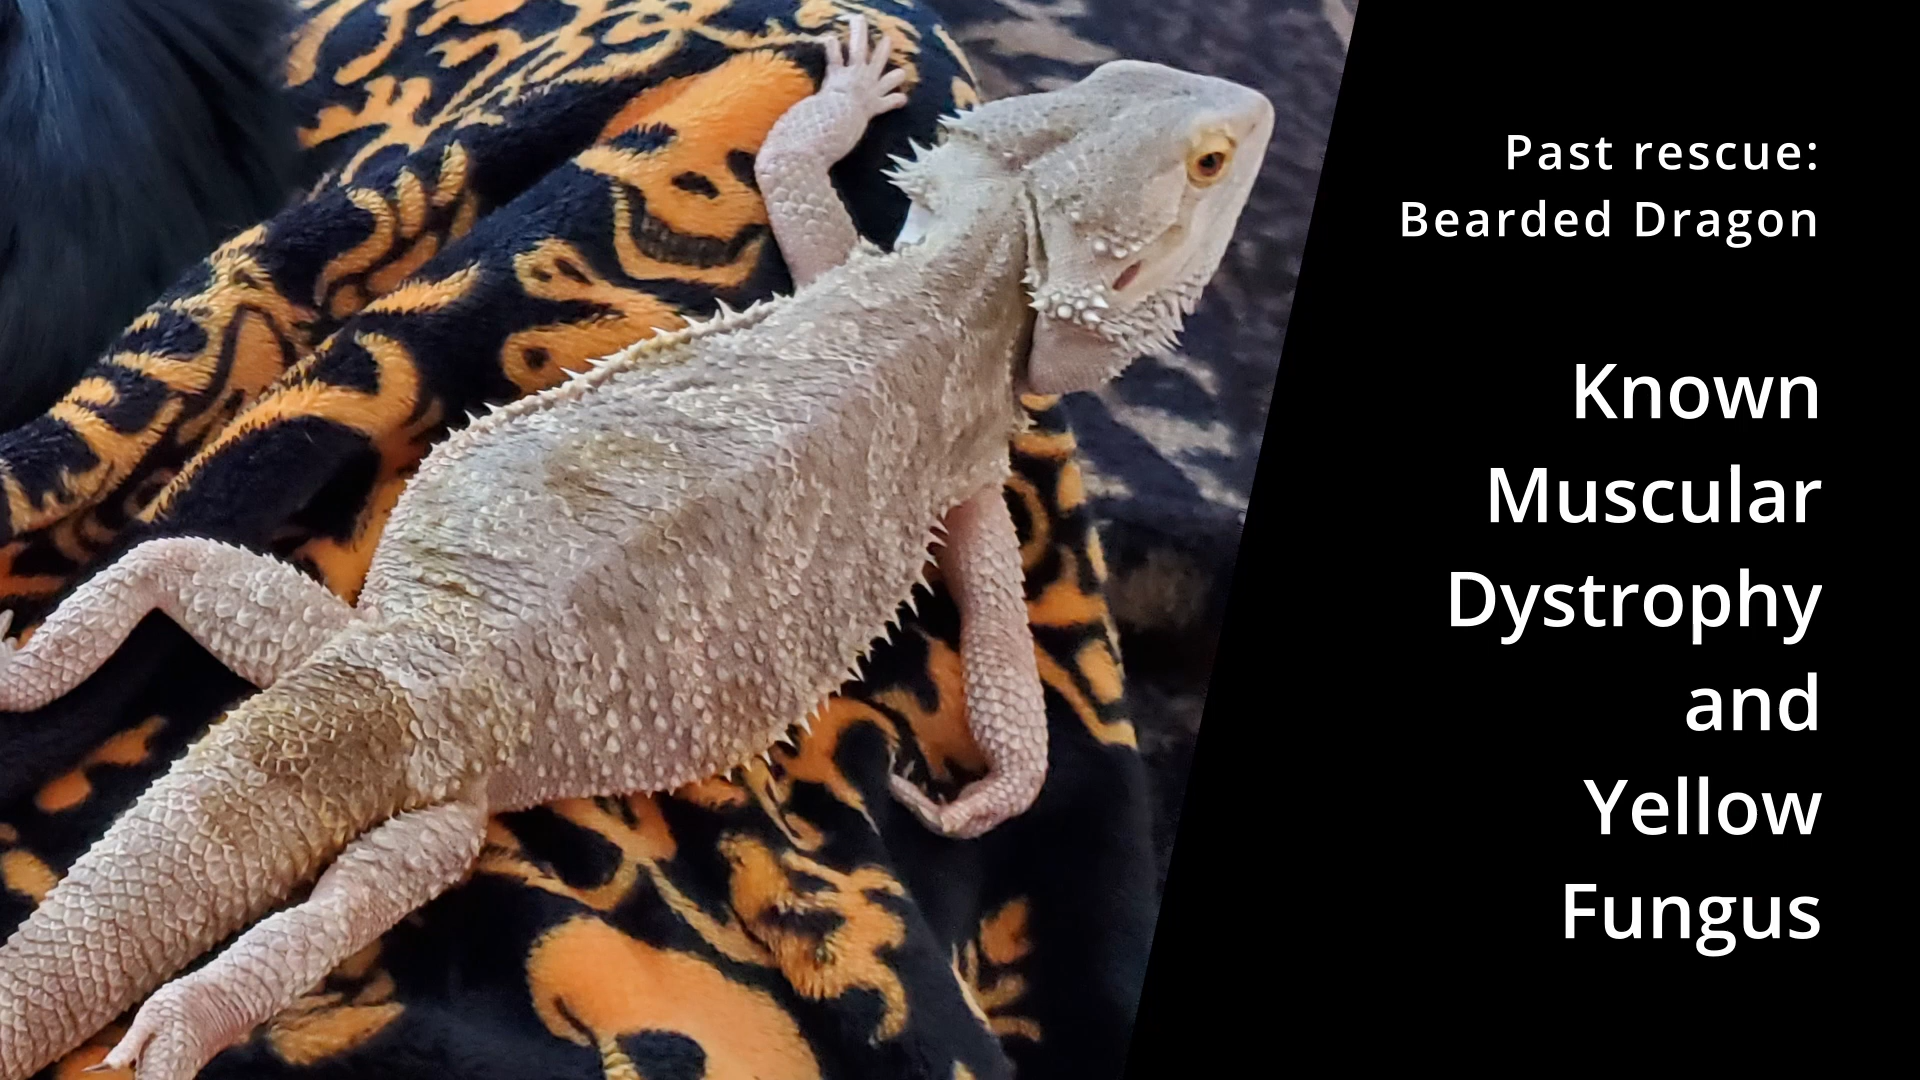 Past rescue:
Bearded Dragon
Known
Muscular
Dystrophy
and
Yellow
Fungus